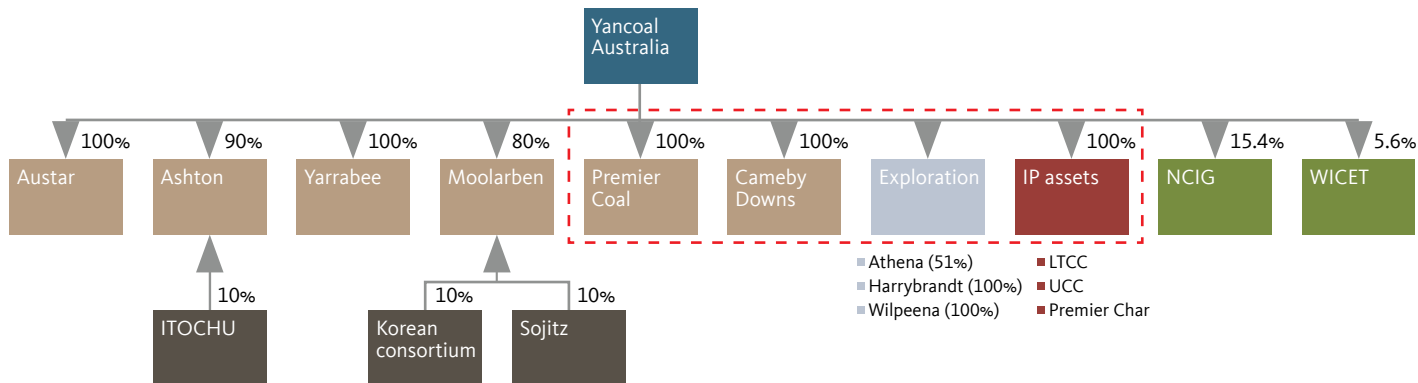 Yancoal
Australia
100%
90%
100%
80%
100%
100%
100%
15.4%
5.6%
Austar
Ashton
Yarrabee
Moolarben
Premier
Coal
Cameby
Downs
Exploration
IP assets
NCIG
WICET
Athena (51%)
Harrybrandt (100%)
Wilpeena (100%)
LTCC
UCC
Premier Char
10%
10%
10%
ITOCHU
Korean
consortium
Sojitz